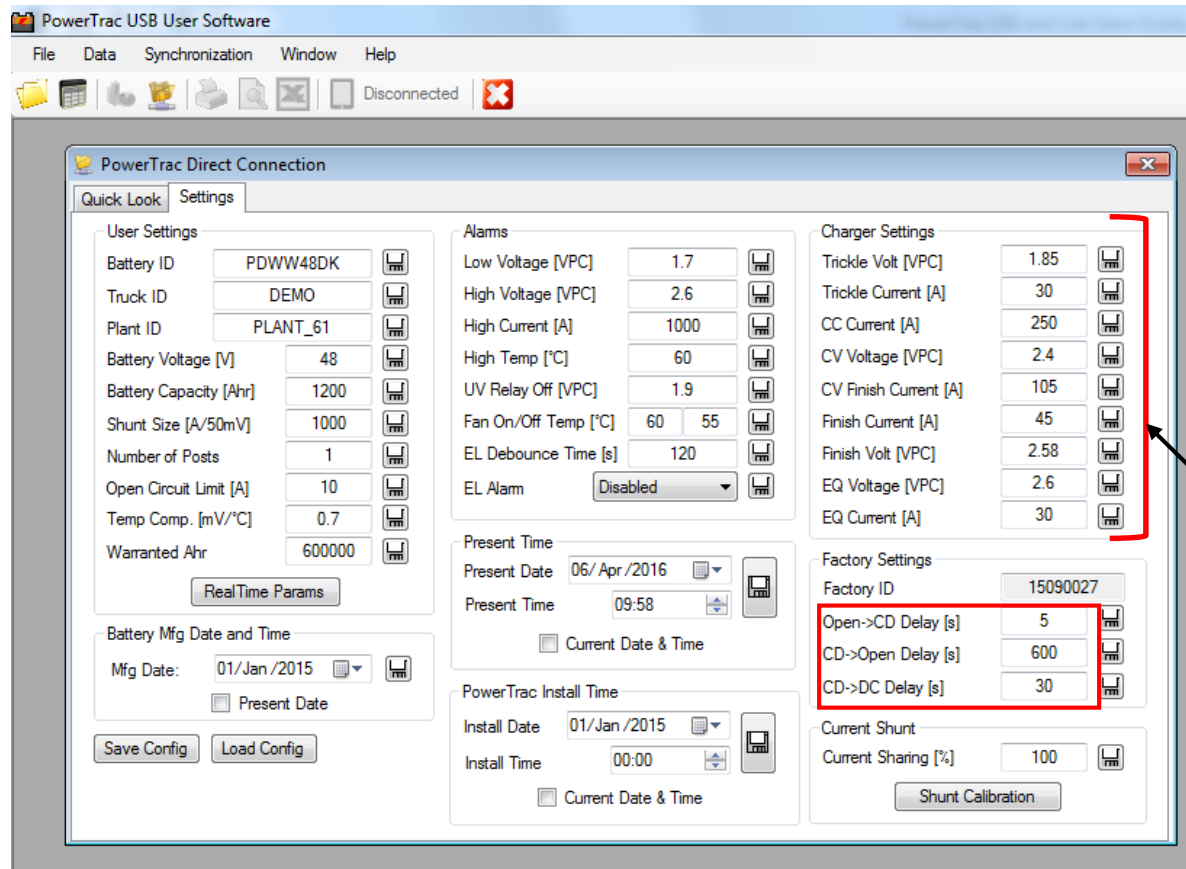 PowerTrac USB User Software
File Data Synchronization Window Help
Disconnected
PowerTrac Direct Connection
Quick Look Settings
User Settings
Battery ID PDWW48DK
Truck ID DEMO
Plant ID PLANT_61
Battery Voltage [V] 48
Battery Capacity [Ahr] 1200
Shunt Size [A/50mV] 1000
Number of Posts 1
Open Circuit Limit [A] 10
Temp Comp. [mV/°C] 0.7
Warranted Ahr 600000
RealTime Params
Battery Mfg Date and Time
Mfg Date: 01/Jan /2015
Present Date
Save Config Load Config
Alarms
Low Voltage [VPC] 1.7
High Voltage [VPC] 2.6
High Current [A] 1000
High Temp [°C] 60
UV Relay Off [VPC] 1.9
Fan On/Off Temp [°C] 60 55
EL Debounce Time [s] 120
EL Alarm Disabled
Present Time
Present Date 06/ Apr /2016
Present Time 09:58
Current Date & Time
PowerTrac Install Time
Install Date 01/Jan /2015
Install Time 00:00
Current Date & Time
Charger Settings
Trickle Volt [VPC] 1.85
Trickle Current [A] 30
CC Current [A] 250
CV Voltage [VPC] 2.4
CV Finish Current [A] 105
Finish Current [A] 45
Finish Volt [VPC] 2.58
EQ Voltage [VPC] 2.6
EQ Current [A] 30
Factory Settings
Factory ID 15090027
Open->CD Delay [s] 5
CD->Open Delay [s] 600
CD->DC Delay [s] 30
Current Shunt
Current Sharing [%] 100
Shunt Calibration